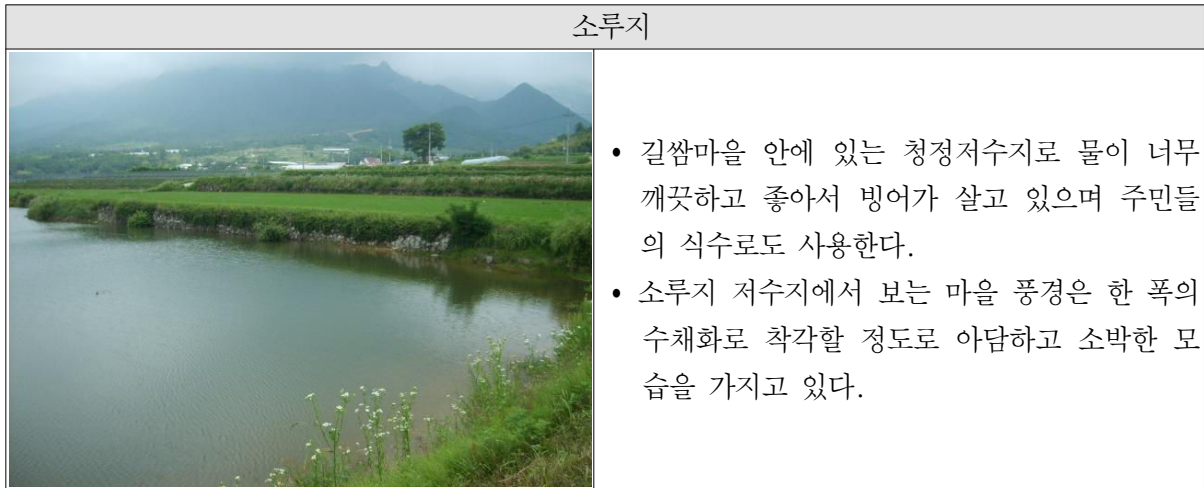 소루지
• 길쌈마을 안에 있는 청정저수지로 물이 너무
깨끗하고 좋아서 빙어가 살고 있으며 주민들
의 식수로도 사용한다.
• 소루지 저수지에서 보는 마을 풍경은 한 폭의
수채화로 착각할 정도로 아담하고 소박한 모
습을 가지고 있다.